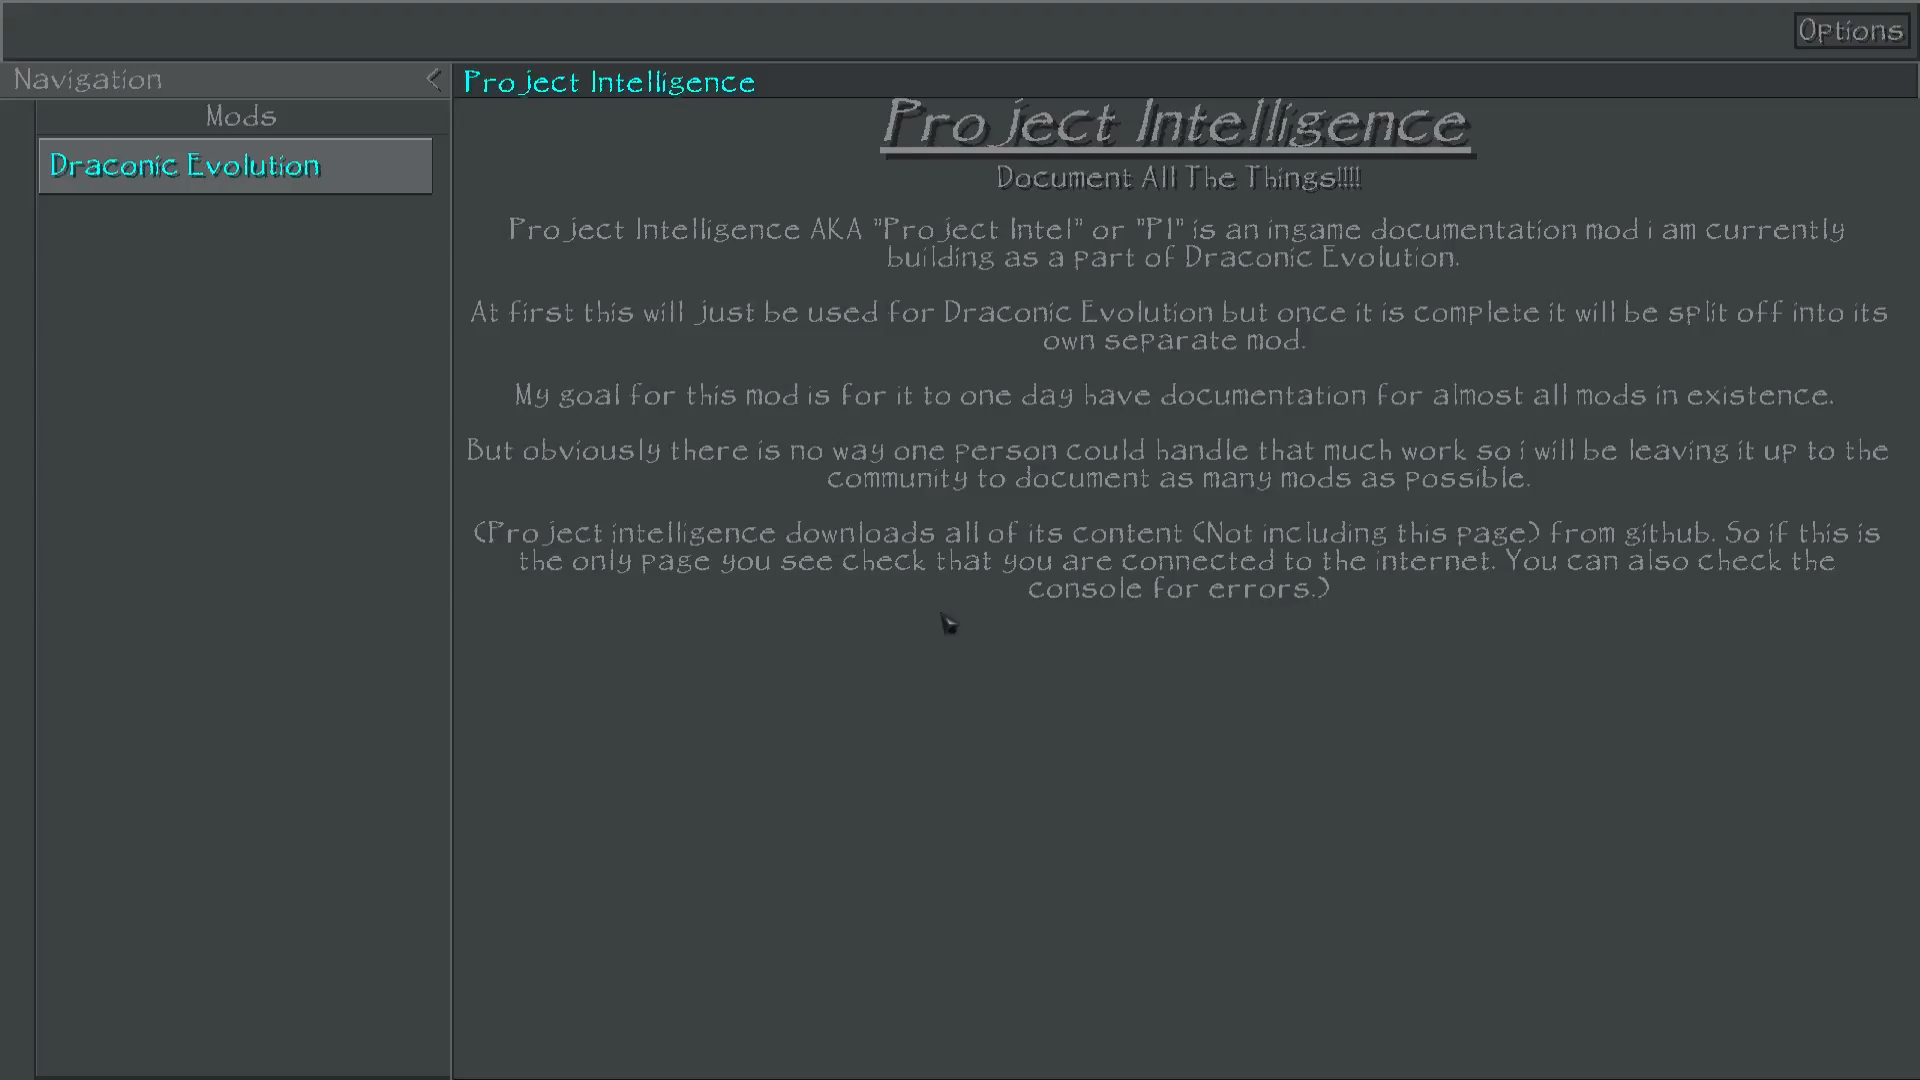 Options
Navigation <
Project Intelligence
Mods
Draconic Evolution
Project Intelligence
Document All The Things!!!!
Project Intelligence AKA "Project Intel" or "PI" is an ingame documentation mod i am currently
building as a part of Draconic Evolution.
At first this will just be used for Draconic Evolution but once it is complete it will be split off into its
own separate mod.
My goal for this mod is for it to one day have documentation for almost all mods in existence.
But obviously there is no way one person could handle that much work so i will be leaving it up to the
community to document as many mods as possible.
(Project intelligence downloads all of its content (Not including this page) from github. So if this is
the only page you see check that you are connected to the internet. You can also check the
console for errors.)